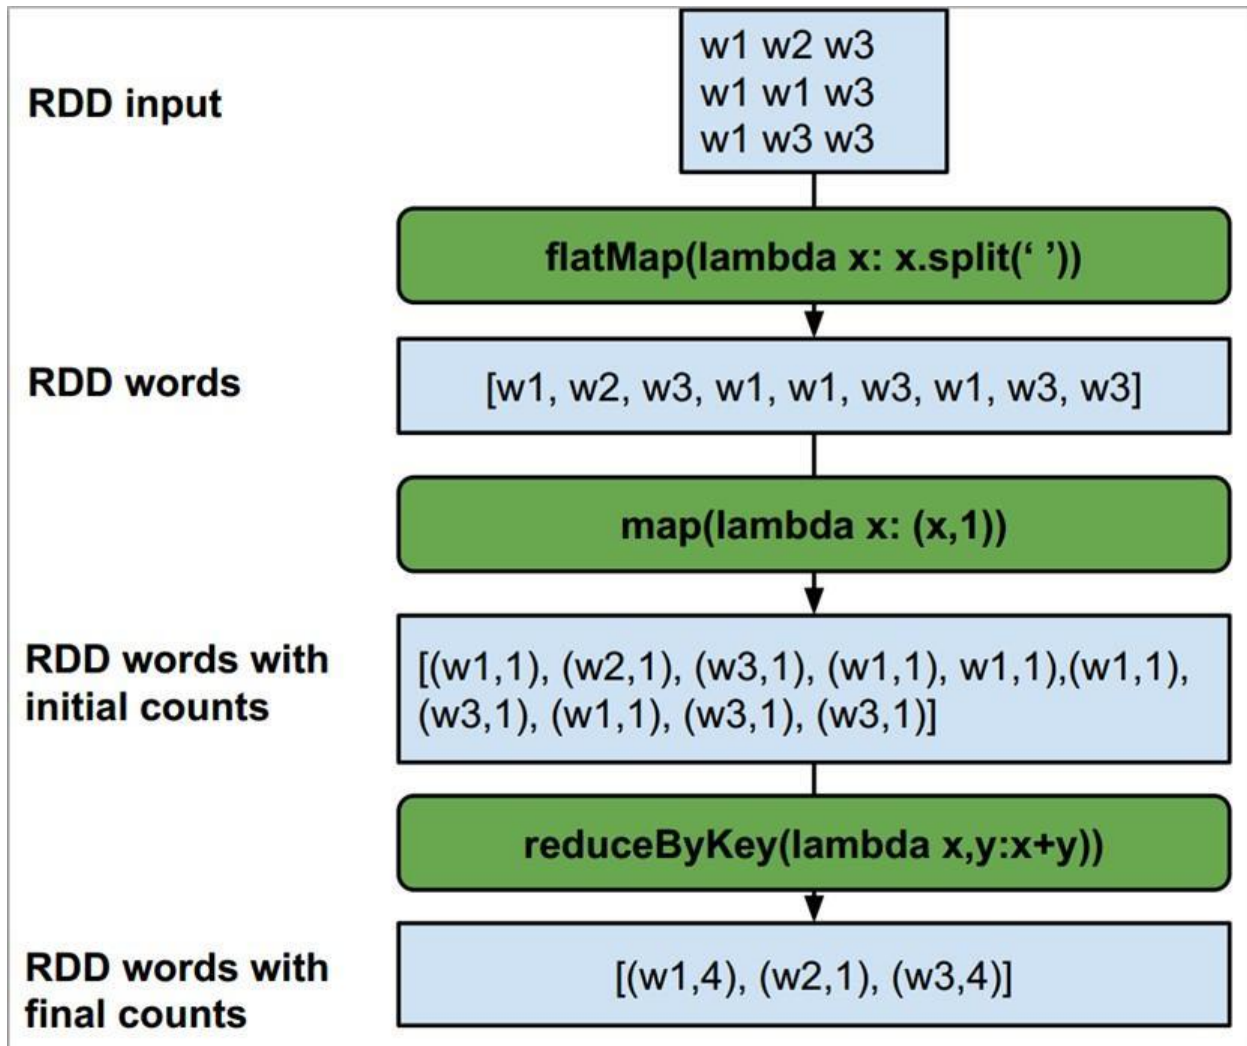 RDD input
w1 w2 w3
w1 w1 w3
w1 w3 w3
flatMap(lambda x: x.split(‘ ’))
RDD words
[w1, w2, w3, w1, w1, w3, w1, w3, w3]
map(lambda x: (x,1))
RDD words with
initial counts
[(w1,1), (w2,1), (w3,1), (w1,1), w1,1),(w1,1),
(w3,1), (w1,1), (w3,1), (w3,1)]
reduceByKey(lambda x,y:x+y))
RDD words with
final counts
[(w1,4), (w2,1), (w3,4)]